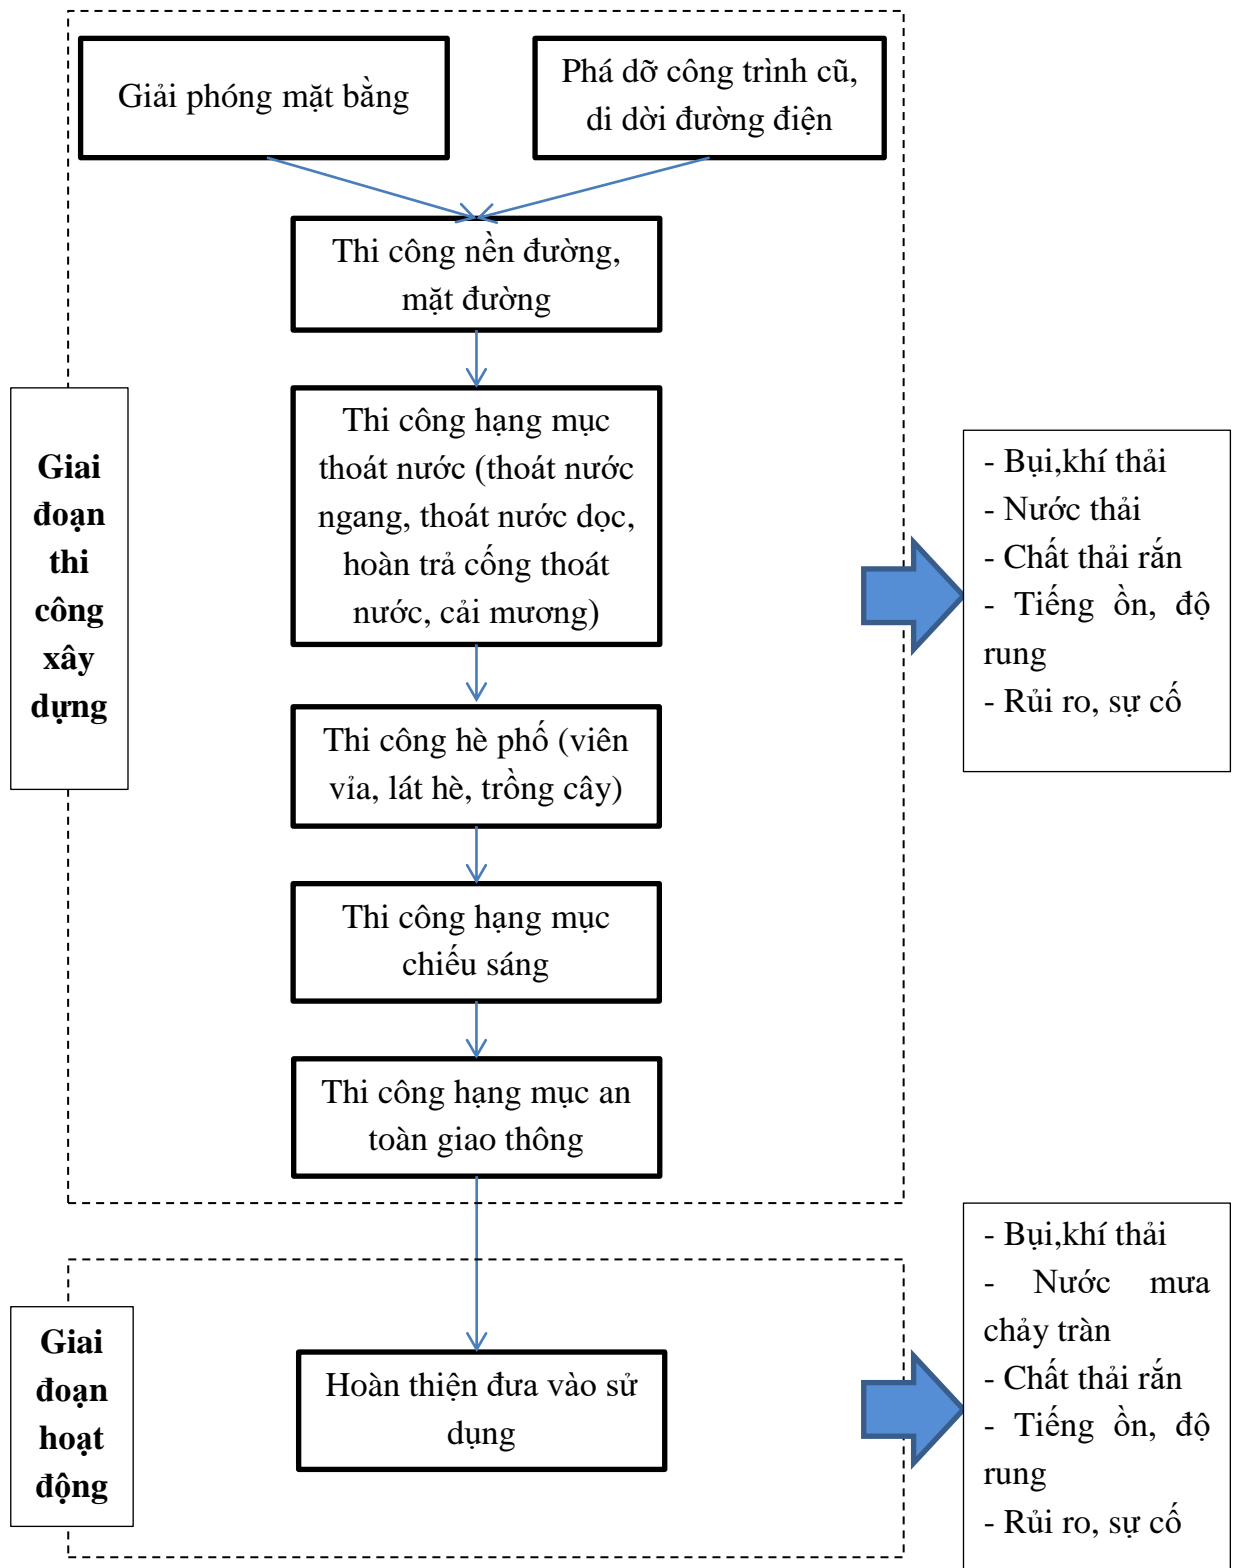 Giải phóng mặt bằng
Phá dỡ công trình cũ,
di dời đường điện
Thi công nền đường,
mặt đường
Thi công hạng mục
thoát nước (thoát nước
ngang, thoát nước dọc,
hoàn trả cống thoát
nước, cải mương)
Thi công hè phố (viên
vỉa, lát hè, trồng cây)
Thi công hạng mục
chiếu sáng
Thi công hạng mục an
toàn giao thông
Giai
đoạn
thi
công
xây
dựng
- Bụi,khí thải
- Nước thải
- Chất thải rắn
- Tiếng ồn, độ
rung
- Rủi ro, sự cố
Giai
đoạn
hoạt
động
Hoàn thiện đưa vào sử
dụng
- Bụi,khí thải
- Nước mưa
chảy tràn
- Chất thải rắn
- Tiếng ồn, độ
rung
- Rủi ro, sự cố